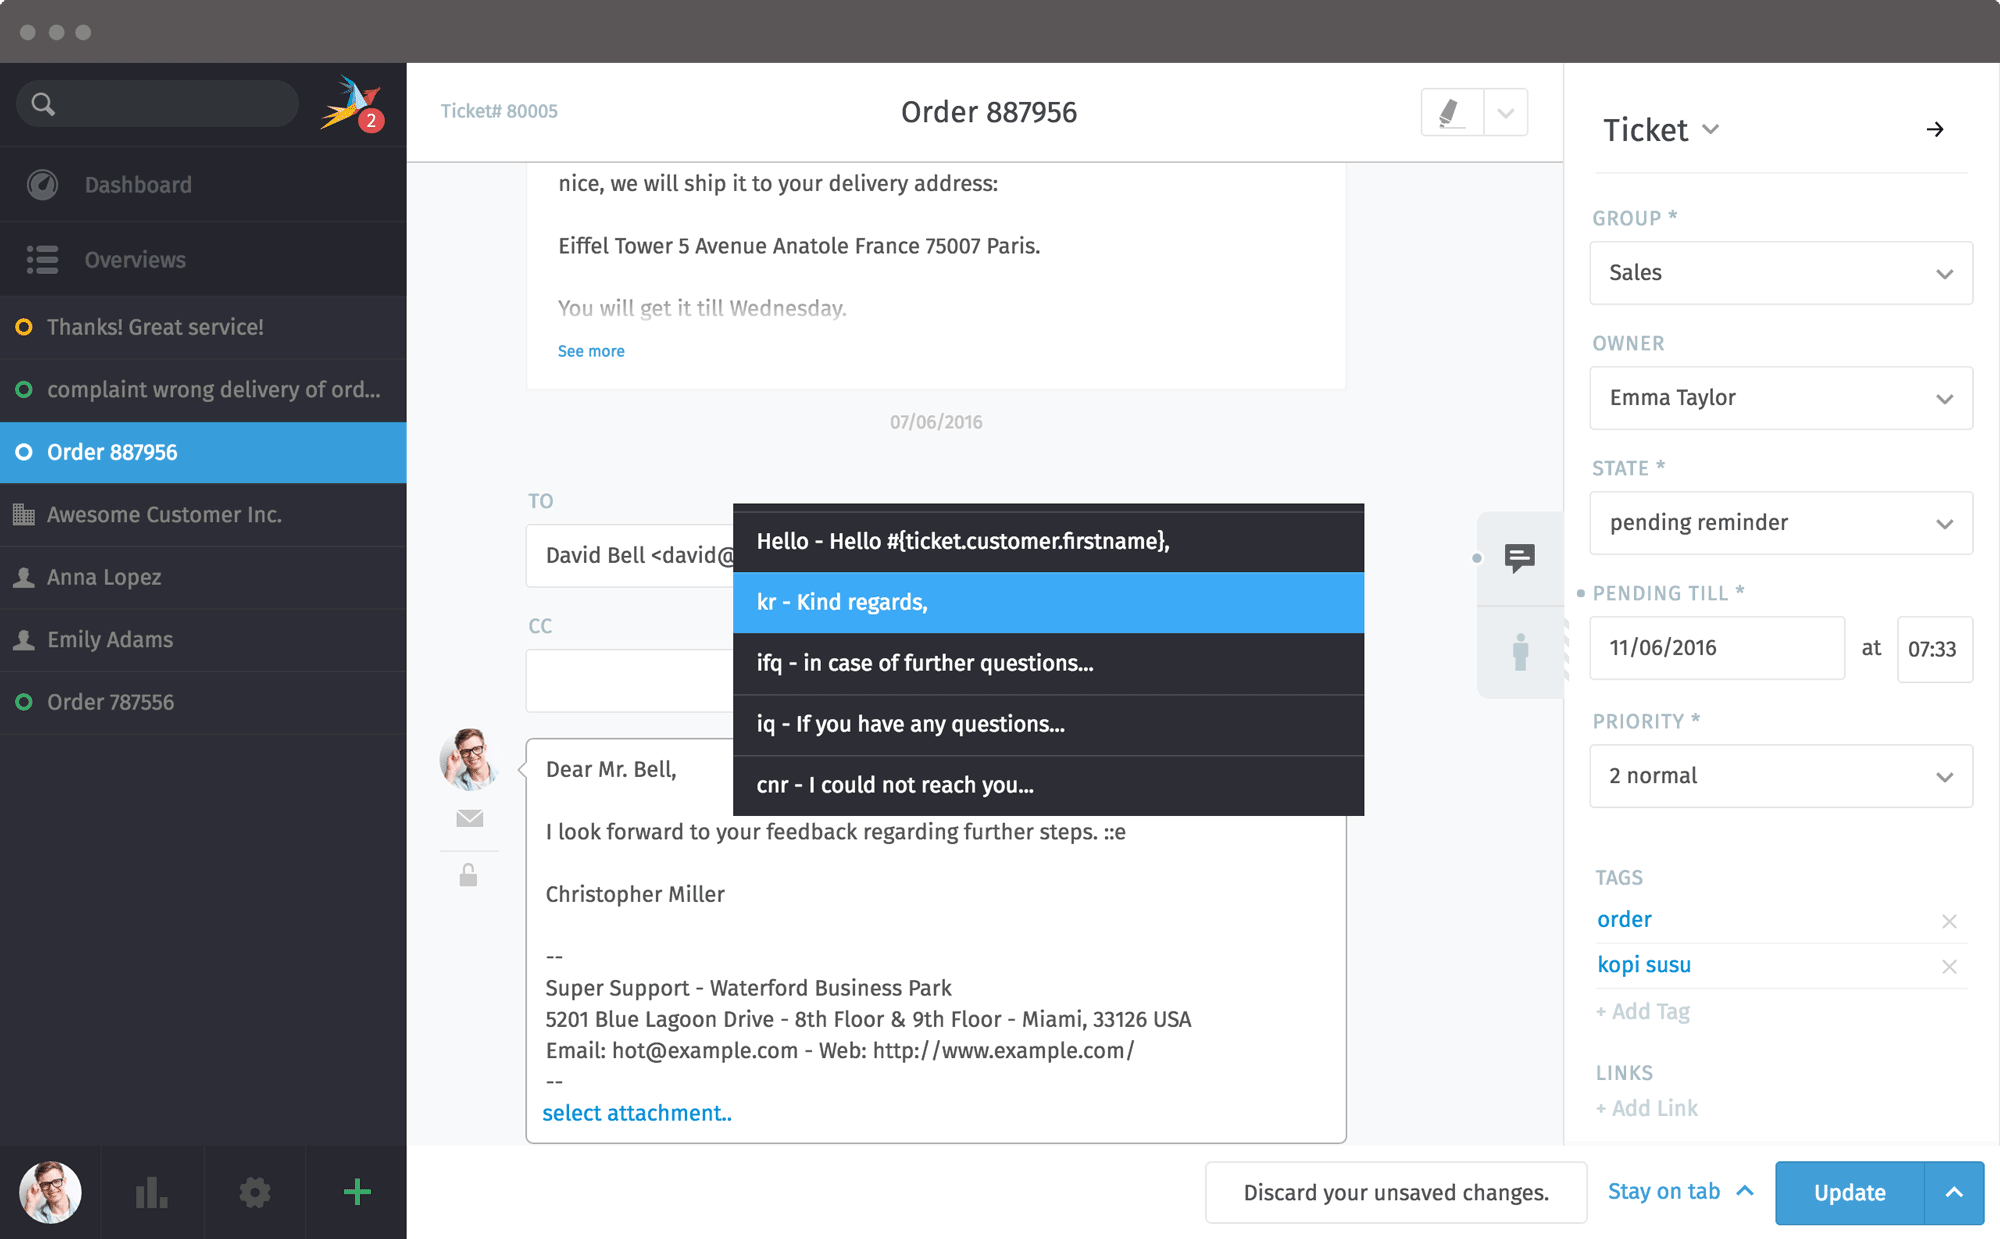 2
Dashboard
Overviews
Thanks! Great service!
complaint wrong delivery of ord...
Order 887956
Awesome Customer Inc.
Anna Lopez
Emily Adams
Order 787556
Ticket# 80005
Order 887956
nice, we will ship it to your delivery address:
Eiffel Tower 5 Avenue Anatole France 75007 Paris.
You will get it till Wednesday.
See more
07/06/2016
TO
David Bell <david@
CC
Hello - Hello #{ticket.customer.firstname},
kr - Kind regards,
ifq - in case of further questions...
iq - If you have any questions...
cnr - I could not reach you...
Dear Mr. Bell,
I look forward to your feedback regarding further steps. ::e
Christopher Miller
--
Super Support - Waterford Business Park
5201 Blue Lagoon Drive - 8th Floor & 9th Floor - Miami, 33126 USA
Email: hot@example.com - Web: http://www.example.com/
--
select attachment..
Ticket
GROUP *
Sales
OWNER
Emma Taylor
STATE *
pending reminder
PENDING TILL *
11/06/2016 at 07:33
PRIORITY *
2 normal
TAGS
order
kopi susu
+ Add Tag
LINKS
+ Add Link
Discard your unsaved changes.
Stay on tab
Update